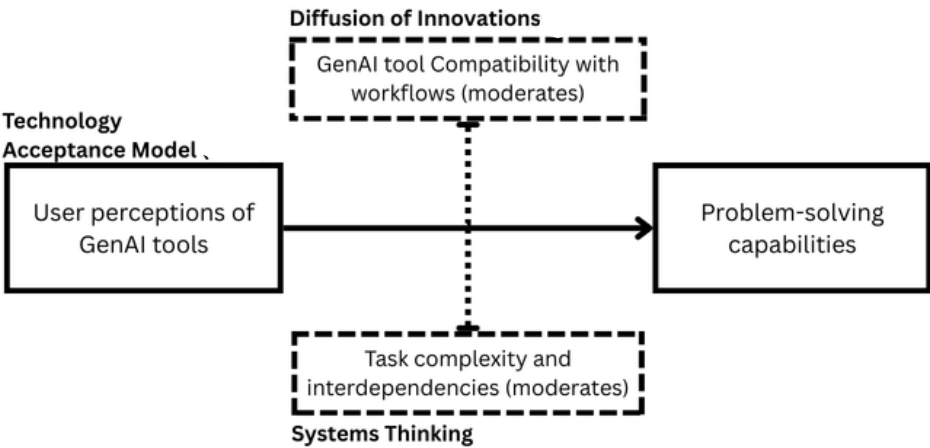 Diffusion of Innovations
GenAI tool Compatibility with
workflows (moderates)
Technology
Acceptance Model 、
User perceptions of
GenAI tools
Problem-solving
capabilities
Task complexity and
interdependencies (moderates)
Systems Thinking